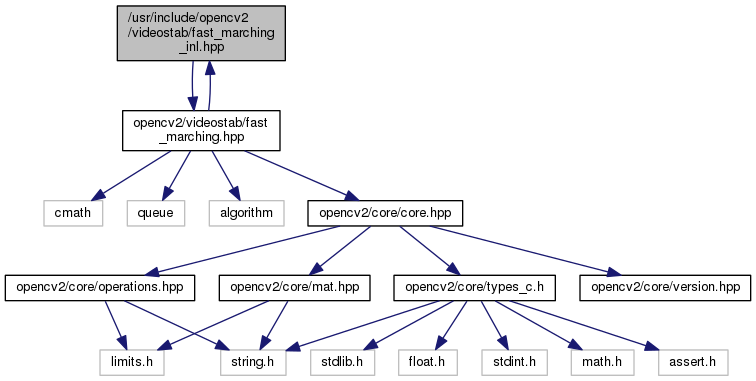 /usr/include/opencv2
/videostab/fast_marching
_inl.hpp
opencv2/videostab/fast
_marching.hpp
cmath
queue
algorithm
opencv2/core/core.hpp
opencv2/core/operations.hpp
opencv2/core/mat.hpp
opencv2/core/types_c.h
opencv2/core/version.hpp
limits.h
string.h
stdlib.h
float.h
stdint.h
math.h
assert.h